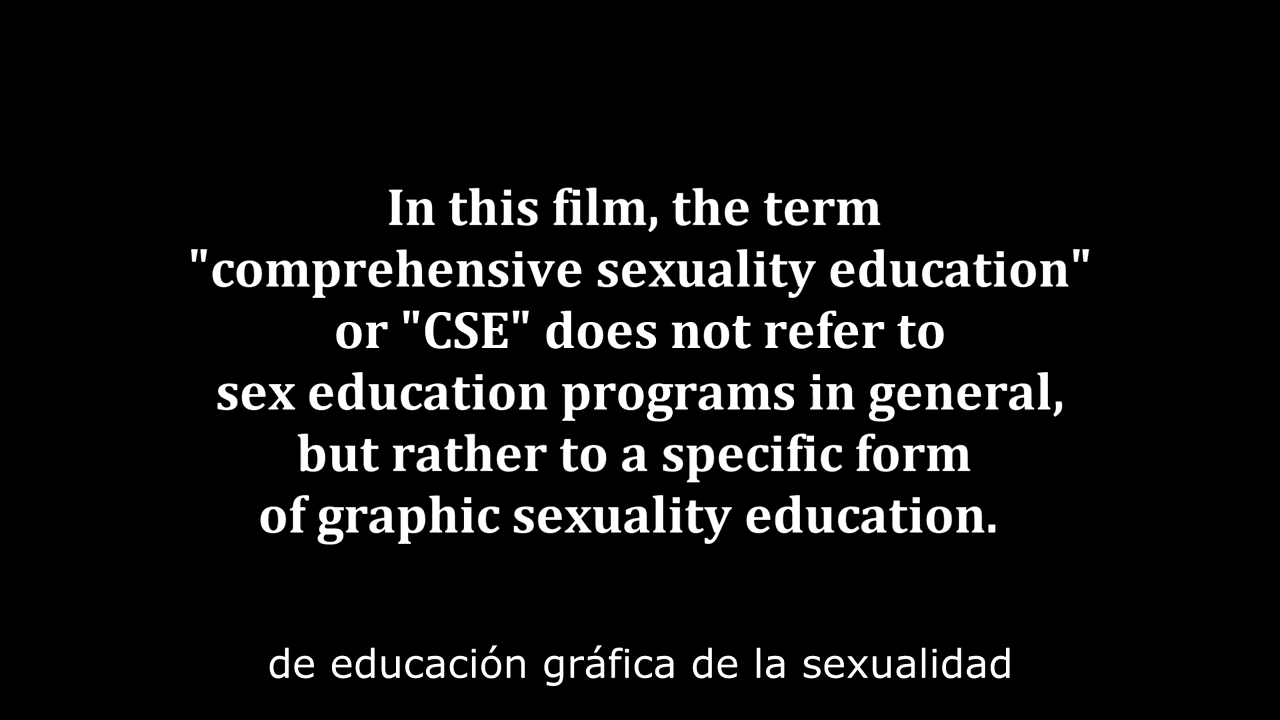 In this film, the term
"comprehensive sexuality education"
or "CSE" does not refer to
sex education programs in general,
but rather to a specific form
of graphic sexuality education.
de educación gráfica de la sexualidad